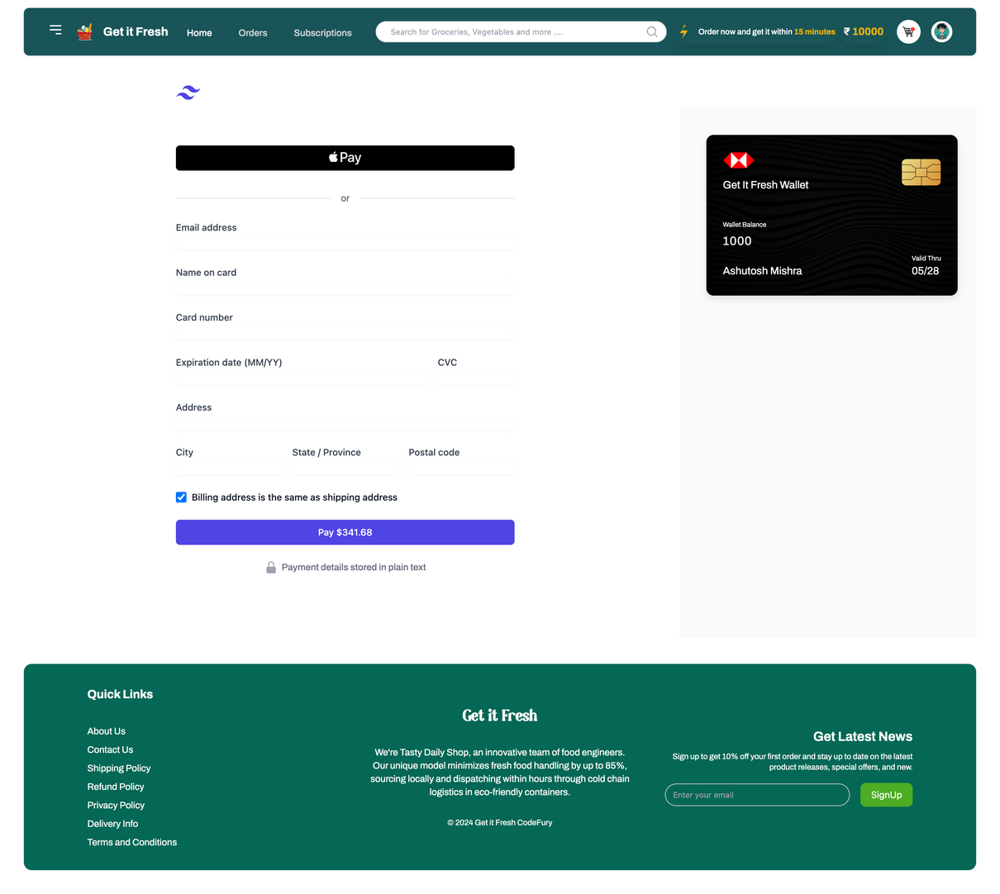 Get it Fresh
Home
Orders
Subscriptions
Search for Groceries, Vegetables and more ....
Order now and get it within 15 minutes
₹ 10000
Pay
or
Email address
Name on card
Card number
Expiration date (MM/YY)
CVC
Address
City
State / Province
Postal code
Billing address is the same as shipping address
Pay $341.68
Payment details stored in plain text
Get It Fresh Wallet
Wallet Balance
1000
Ashutosh Mishra
Valid Thru
05/28
Quick Links
About Us
Contact Us
Shipping Policy
Refund Policy
Privacy Policy
Delivery Info
Terms and Conditions
Get it Fresh
We're Tasty Daily Shop, an innovative team of food engineers.
Our unique model minimizes fresh food handling by up to 85%,
sourcing locally and dispatching within hours through cold chain
logistics in eco-friendly containers.
© 2024 Get it Fresh CodeFury
Get Latest News
Sign up to get 10% off your first order and stay up to date on the latest
product releases, special offers, and new.
Enter your email
SignUp